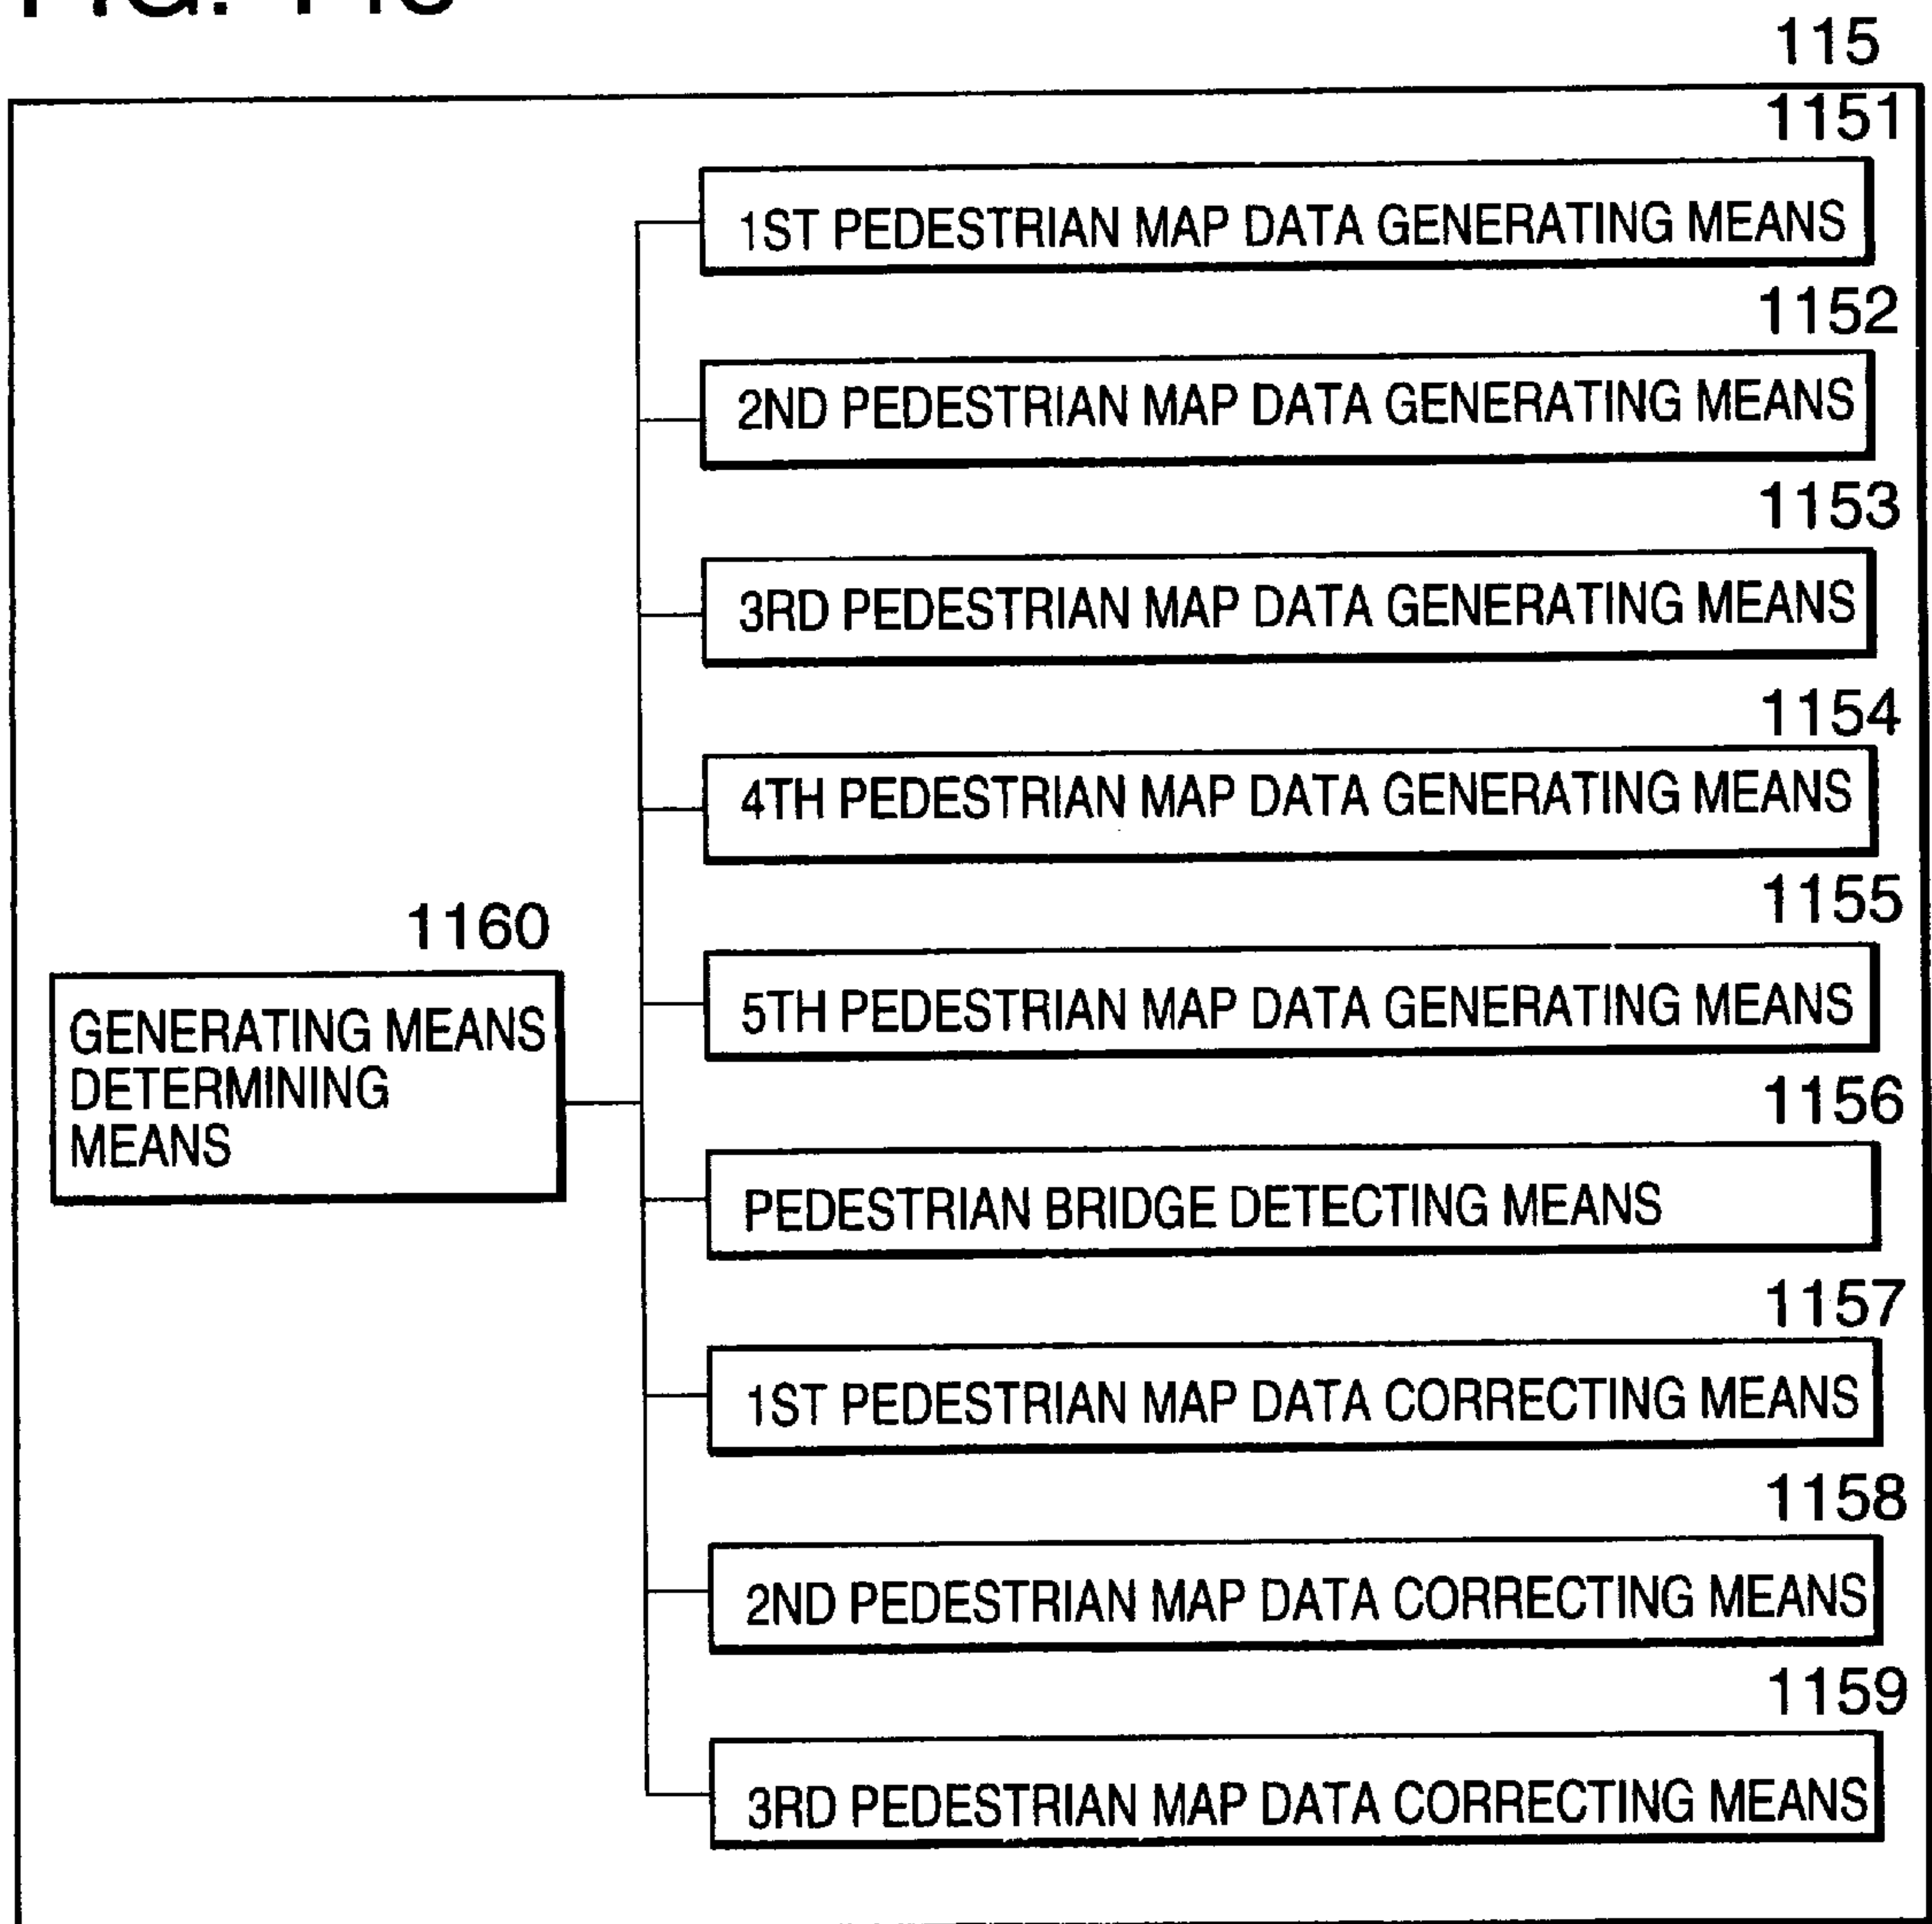 115
1151
1ST PEDESTRIAN MAP DATA GENERATING MEANS
1152
2ND PEDESTRIAN MAP DATA GENERATING MEANS
1153
3RD PEDESTRIAN MAP DATA GENERATING MEANS
1154
4TH PEDESTRIAN MAP DATA GENERATING MEANS
1155
5TH PEDESTRIAN MAP DATA GENERATING MEANS
1160
GENERATING MEANS
DETERMINING
MEANS
1156
PEDESTRIAN BRIDGE DETECTING MEANS
1157
1ST PEDESTRIAN MAP DATA CORRECTING MEANS
1158
2ND PEDESTRIAN MAP DATA CORRECTING MEANS
1159
3RD PEDESTRIAN MAP DATA CORRECTING MEANS